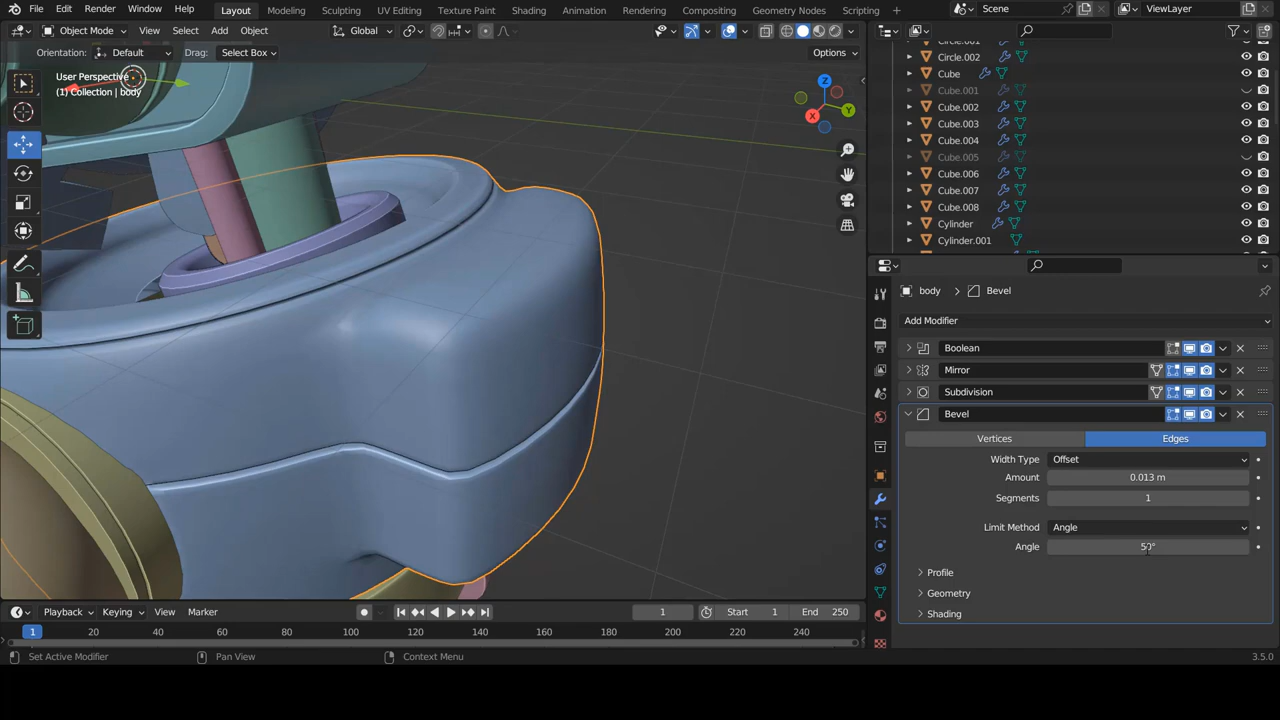 File Edit Render Window Help Layout Modeling Sculpting UV Editing Texture Paint Shading Animation Rendering Compositing Geometry Nodes Scripting Scene ViewLayer
Object Mode View Select Add Object Global
Orientation: Default Drag: Select Box Options
User Perspective
(1) Collection | body
Z
Y
X
Circle.002
Cube
Cube.001
Cube.002
Cube.003
Cube.004
Cube.005
Cube.006
Cube.007
Cube.008
Cylinder
Cylinder.001
body > Bevel
Add Modifier
Boolean
Mirror
Subdivision
Bevel
Vertices Edges
Width Type Offset
Amount 0.013 m
Segments 1
Limit Method Angle
Angle 50°
Profile
Geometry
Shading
Playback Keying View Marker 1 Start 1 End 250
1 20 40 60 80 100 120 140 160 180 200 220 240
Set Active Modifier Pan View Context Menu 3.5.0